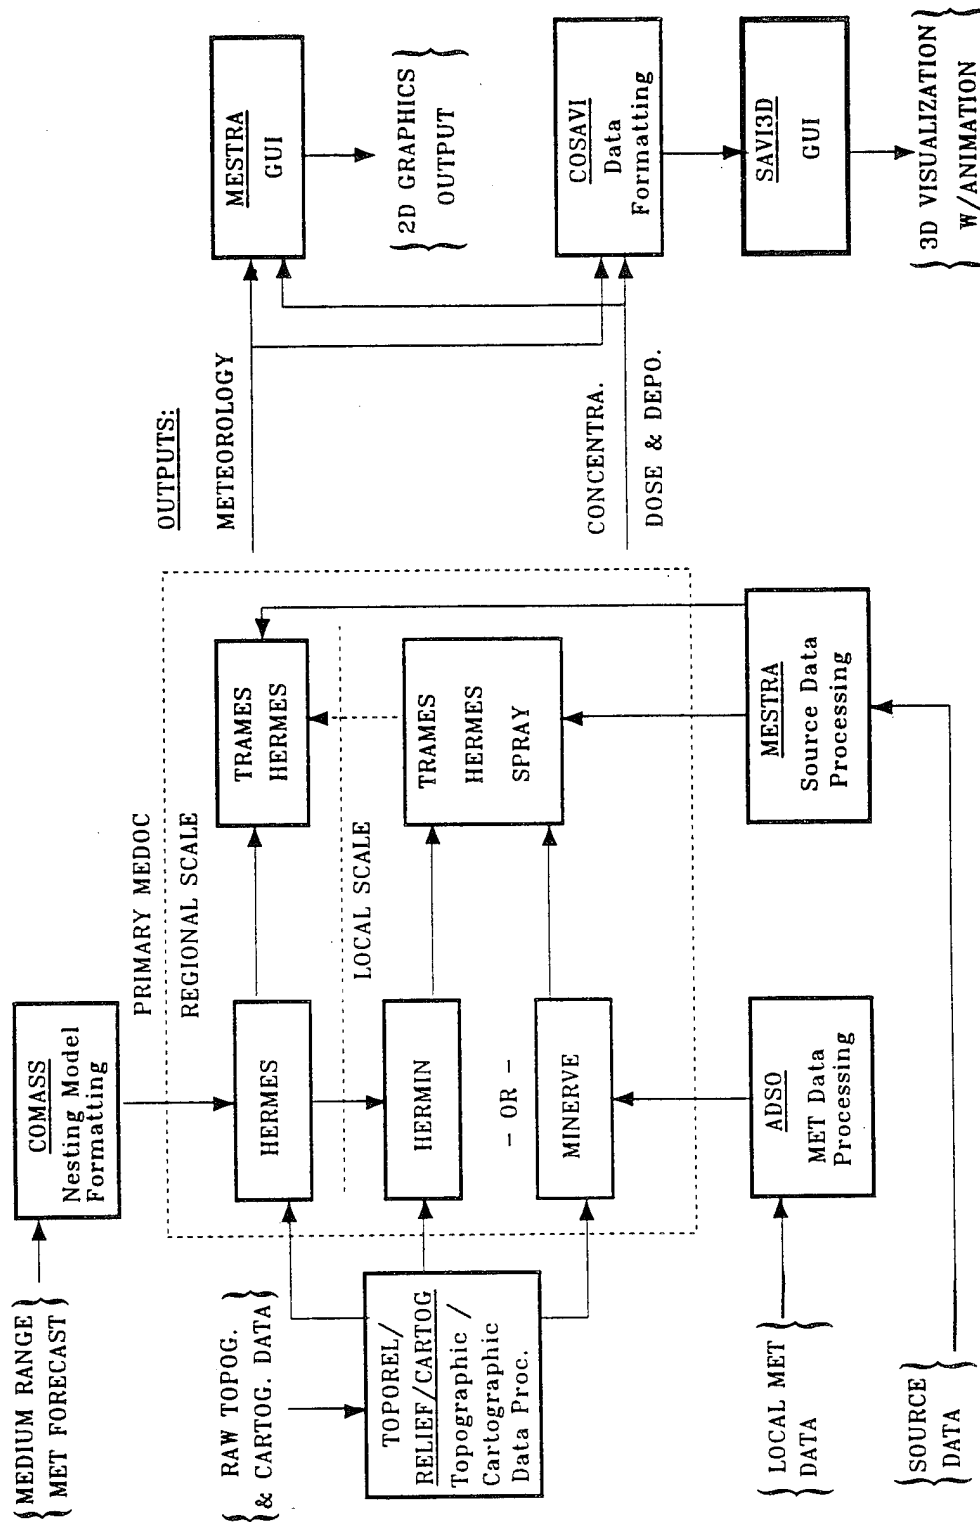 MEDIUM RANGE
MET FORECAST
COMASS
Nesting Model
Formatting
PRIMARY MEDOC
REGIONAL SCALE
RAW TOPOG.
& CARTOG. DATA
TOPOREL/
RELIEF/CARTOG
Topographic /
Cartographic
Data Proc.
HERMES
TRAMES
HERMES
LOCAL SCALE
HERMIN
- OR -
MINERVE
TRAMES
HERMES
SPRAY
LOCAL MET
DATA
ADSO
MET Data
Processing
SOURCE
DATA
MESTRA
Source Data
Processing
OUTPUTS:
METEOROLOGY
CONCENTRA.
DOSE & DEPO.
MESTRA
GUI
2D GRAPHICS
OUTPUT
COSAVI
Data
Formatting
SAVI3D
GUI
3D VISUALIZATION
W/ANIMATION